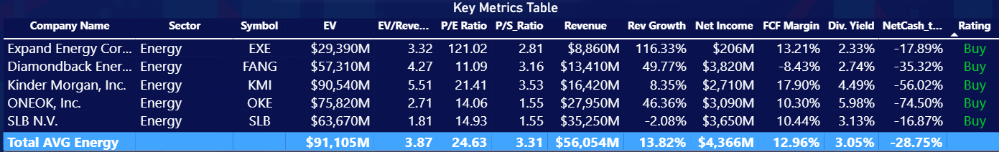 Key Metrics Table
Company Name Sector Symbol EV EV/Reve... P/E Ratio P/S_Ratio Revenue Rev Growth Net Income FCF Margin Div. Yield NetCash_t... Rating
Expand Energy Cor... Energy EXE $29,390M 3.32 121.02 2.81 $8,860M 116.33% $206M 13.21% 2.33% -17.89% Buy
Diamondback Ener... Energy FANG $57,310M 4.27 11.09 3.16 $13,410M 49.77% $3,820M -8.43% 2.74% -35.32% Buy
Kinder Morgan, Inc. Energy KMI $90,540M 5.51 21.41 3.53 $16,420M 8.35% $2,710M 17.90% 4.49% -56.02% Buy
ONEOK, Inc. Energy OKE $75,820M 2.71 14.06 1.55 $27,950M 46.36% $3,090M 10.30% 5.98% -74.50% Buy
SLB N.V. Energy SLB $63,670M 1.81 14.93 1.55 $35,250M -2.08% $3,650M 10.44% 3.13% -16.87% Buy
Total AVG Energy $91,105M 3.87 24.63 3.31 $56,054M 13.82% $4,366M 12.96% 3.05% -28.75%